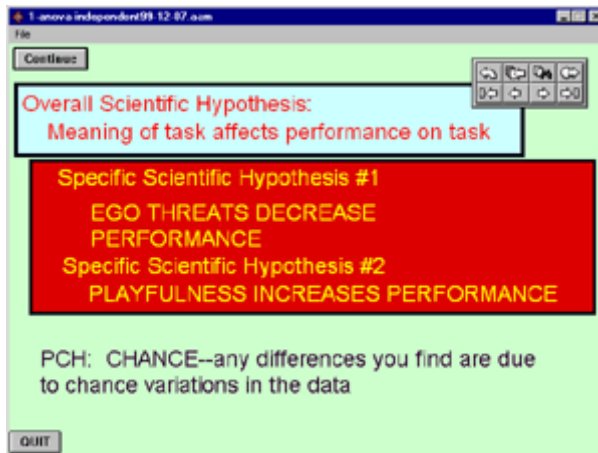 1-anova-independent99-12-07.asm
File
Continue
Overall Scientific Hypothesis:
Meaning of task affects performance on task
Specific Scientific Hypothesis #1
EGO THREATS DECREASE
PERFORMANCE
Specific Scientific Hypothesis #2
PLAYFULNESS INCREASES PERFORMANCE
PCH: CHANCE--any differences you find are due
to chance variations in the data
QUIT